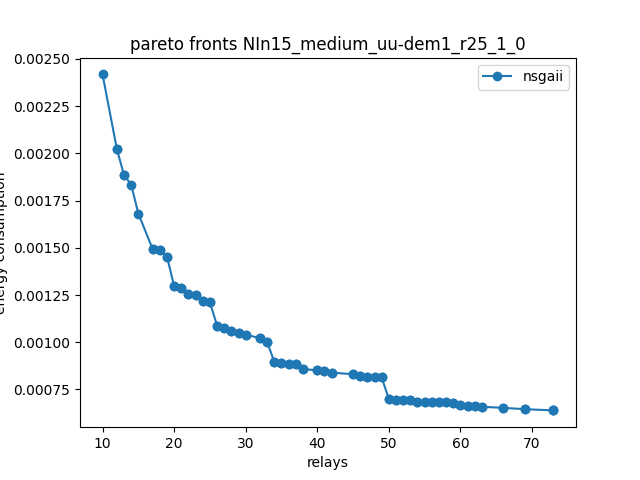 pareto fronts NIn15_medium_uu-dem1_r25_1_0
nsgaii
0.00250
0.00225
0.00200
0.00175
0.00150
0.00125
0.00100
0.00075
energy consumption
10 20 30 40 50 60 70
relays